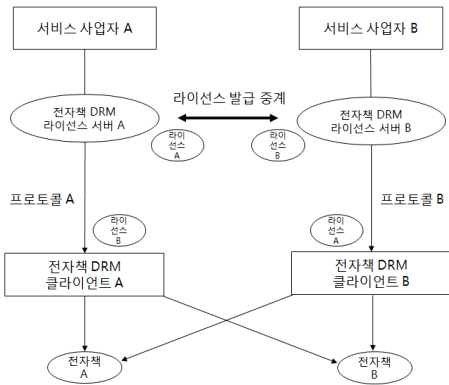 서비스 사업자 A
서비스 사업자 B
라이선스 발급 중계
전자책 DRM
라이선스 서버 A
전자책 DRM
라이선스 서버 B
라이
선스
A
라이
선스
B
프로토콜 A
프로토콜 B
라이
선스
B
라이
선스
A
전자책 DRM
클라이언트 A
전자책 DRM
클라이언트 B
전자책
A
전자책
B